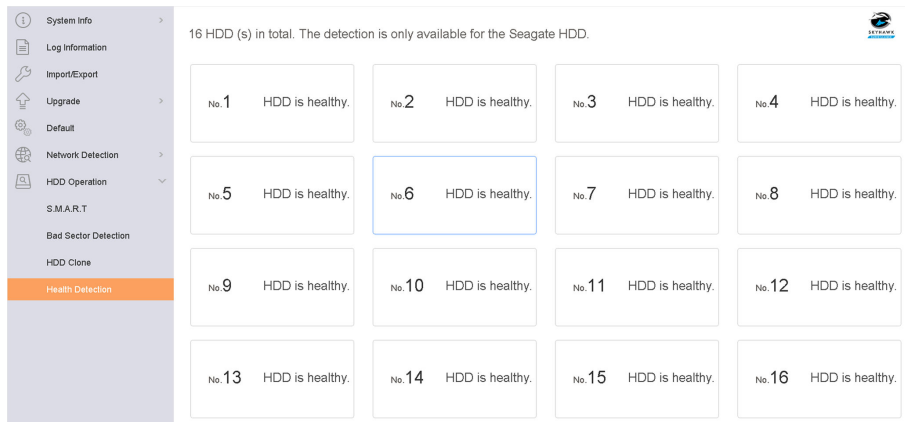 System Info
Log Information
Import/Export
Upgrade
Default
Network Detection
HDD Operation
S.M.A.R.T
Bad Sector Detection
HDD Clone
Health Detection
16 HDD (s) in total. The detection is only available for the Seagate HDD.
SKYHAWK
No.1 HDD is healthy.
No.2 HDD is healthy.
No.3 HDD is healthy.
No.4 HDD is healthy.
No.5 HDD is healthy.
No.6 HDD is healthy.
No.7 HDD is healthy.
No.8 HDD is healthy.
No.9 HDD is healthy.
No.10 HDD is healthy.
No.11 HDD is healthy.
No.12 HDD is healthy.
No.13 HDD is healthy.
No.14 HDD is healthy.
No.15 HDD is healthy.
No.16 HDD is healthy.